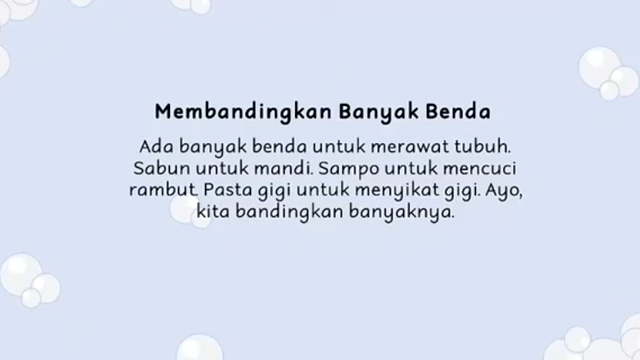 Membandingkan Banyak Benda
Ada banyak benda untuk merawat tubuh.
Sabun untuk mandi. Sampo untuk mencuci
rambut. Pasta gigi untuk menyikat gigi. Ayo,
kita bandingkan banyaknya.